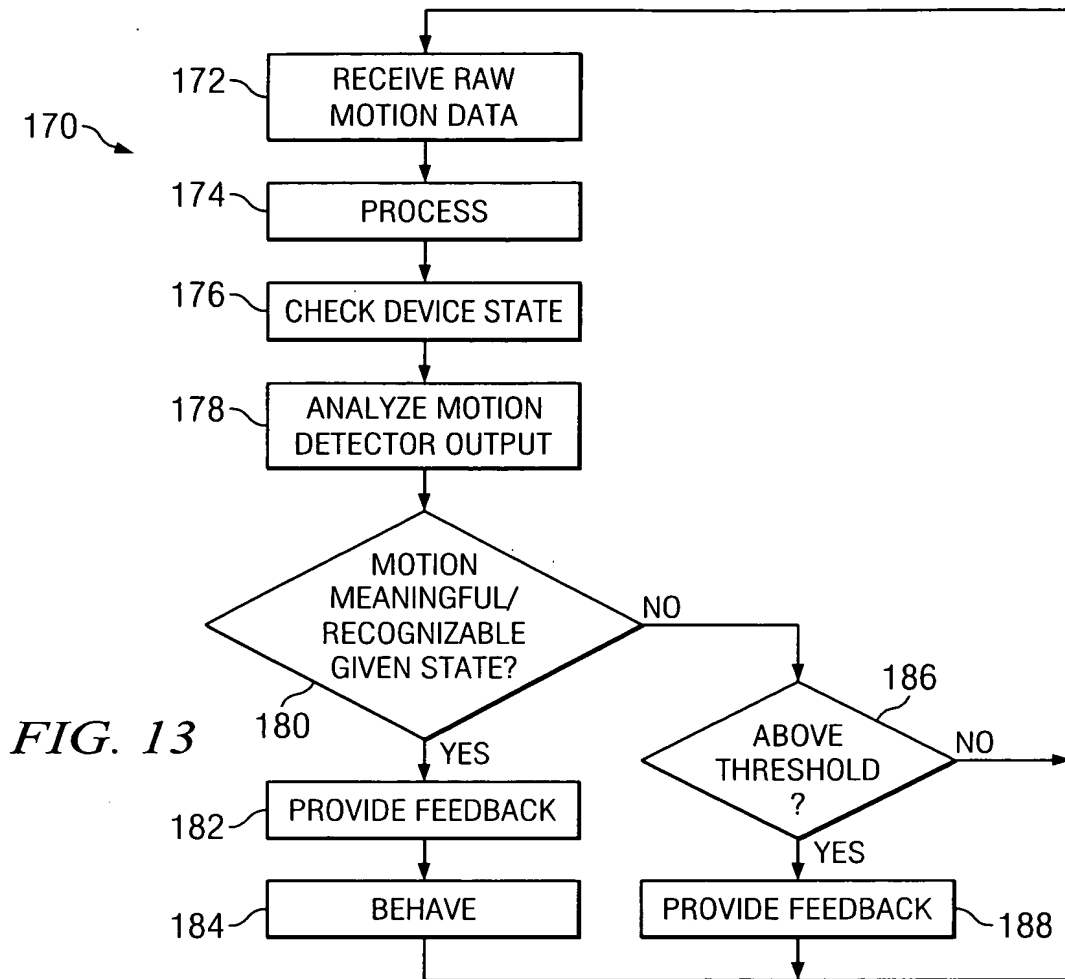 172
RECEIVE RAW
MOTION DATA
170
174
PROCESS
176
CHECK DEVICE STATE
178
ANALYZE MOTION
DETECTOR OUTPUT
MOTION
MEANINGFUL/
RECOGNIZABLE
GIVEN STATE?
NO
180
YES
186
ABOVE
THRESHOLD
?
NO
YES
FIG. 13
182
PROVIDE FEEDBACK
184
BEHAVE
PROVIDE FEEDBACK
188